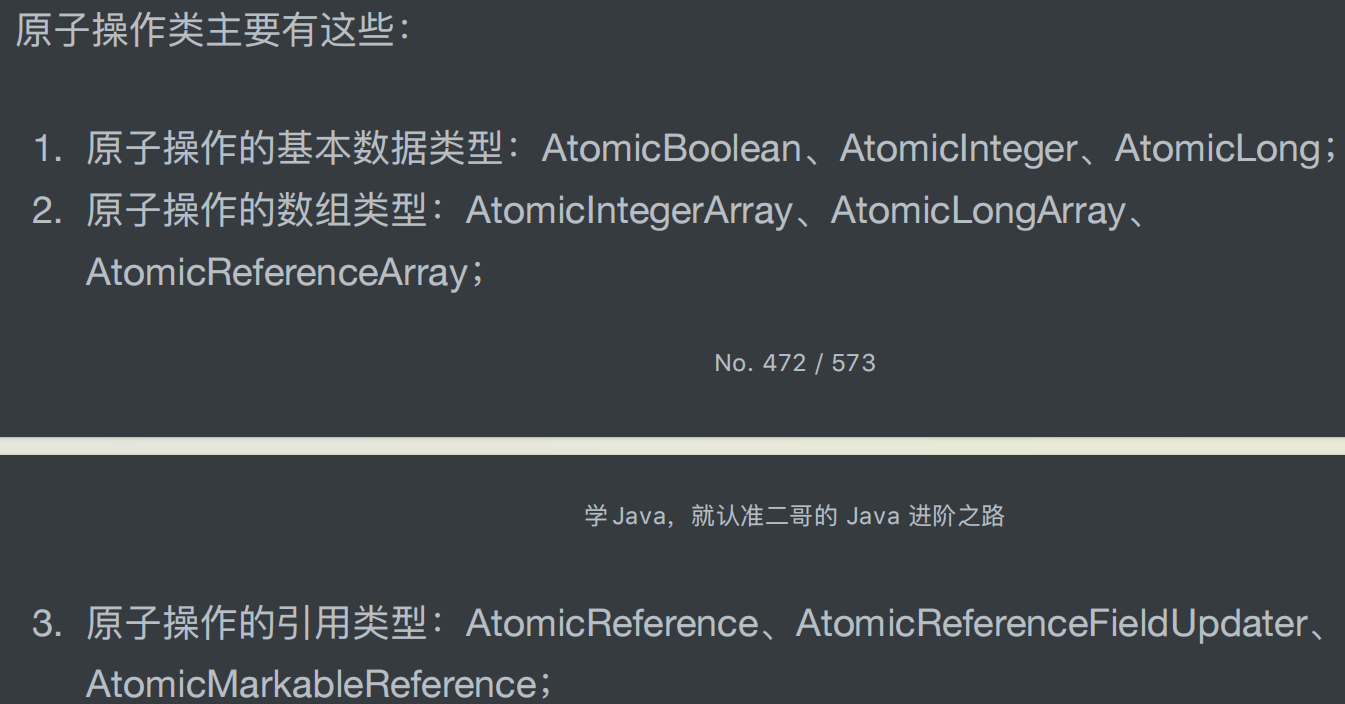 原子操作类主要有这些：
1. 原子操作的基本数据类型：AtomicBoolean、AtomicInteger、AtomicLong；
2. 原子操作的数组类型：AtomicIntegerArray、AtomicLongArray、
AtomicReferenceArray；
No. 472 / 573
学 Java，就认准二哥的 Java 进阶之路
3. 原子操作的引用类型：AtomicReference、AtomicReferenceFieldUpdater、
AtomicMarkableReference；